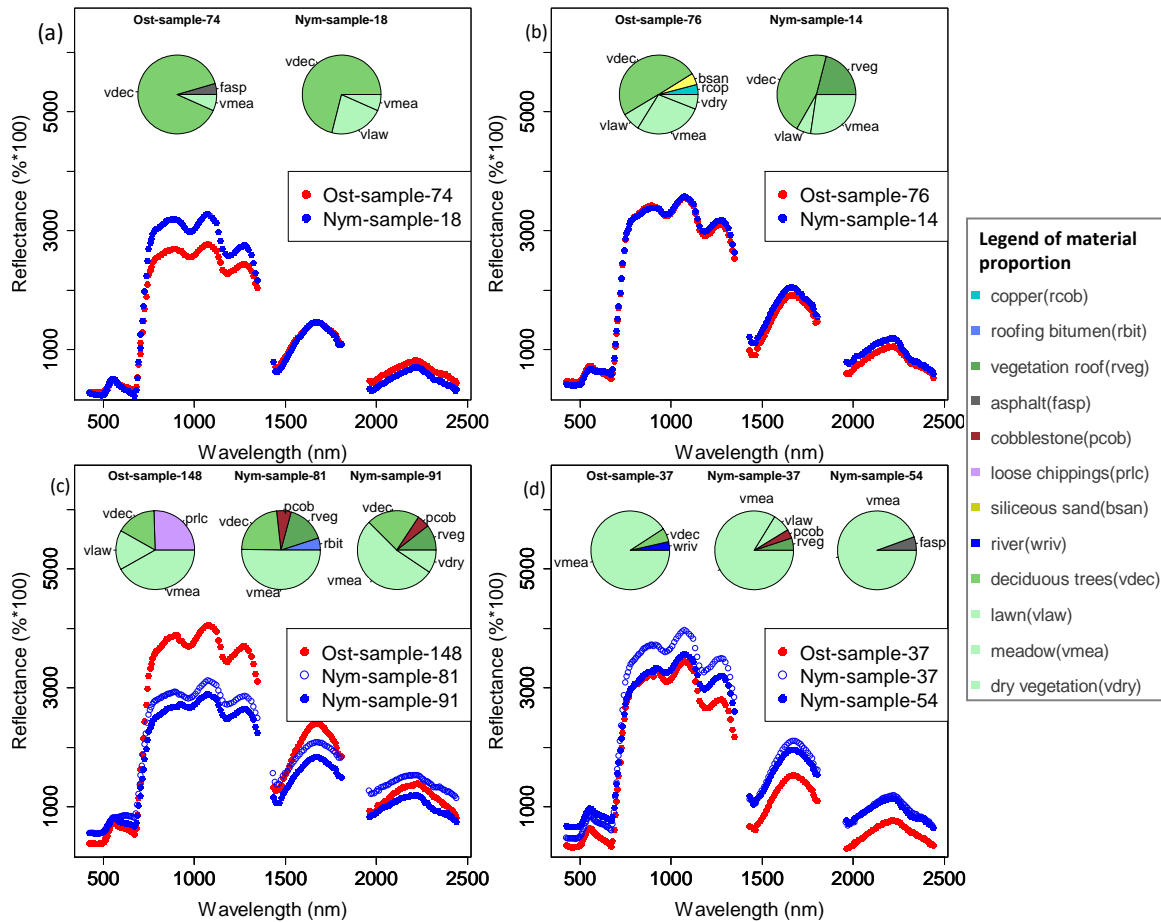 (a)
Ost-sample-74
Nym-sample-18
vdec
fasp
vmea
vdec
vmea
vlaw
Ost-sample-74
Nym-sample-18
Reflectance (%*100)
5000
3000
1000
500
1000
1500
2000
2500
Wavelength (nm)
(b)
Ost-sample-76
Nym-sample-14
vdec
bsan
rcop
vdry
vmea
vlaw
vdec
rveg
vmea
vlaw
Ost-sample-76
Nym-sample-14
Reflectance (%*100)
5000
3000
1000
500
1000
1500
2000
2500
Wavelength (nm)
(c)
Ost-sample-148
Nym-sample-81
Nym-sample-91
vdec
prlc
vlaw
vmea
vdec
pcob
rveg
rbit
vmea
vdec
pcob
rveg
vdry
vmea
Ost-sample-148
Nym-sample-81
Nym-sample-91
Reflectance (%*100)
5000
3000
1000
500
1000
1500
2000
2500
Wavelength (nm)
(d)
Ost-sample-37
Nym-sample-37
Nym-sample-54
vmea
vdec
wriv
vmea
vlaw
pcob
rveg
vmea
fasp
Ost-sample-37
Nym-sample-37
Nym-sample-54
Reflectance (%*100)
5000
3000
1000
500
1000
1500
2000
2500
Wavelength (nm)
Legend of material
proportion
copper(rcob)
roofing bitumen(rbit)
vegetation roof(rveg)
asphalt(fasp)
cobblestone(pcob)
loose chippings(prlc)
siliceous sand(bsan)
river(wriv)
deciduous trees(vdec)
lawn(vlaw)
meadow(vmea)
dry vegetation(vdry)